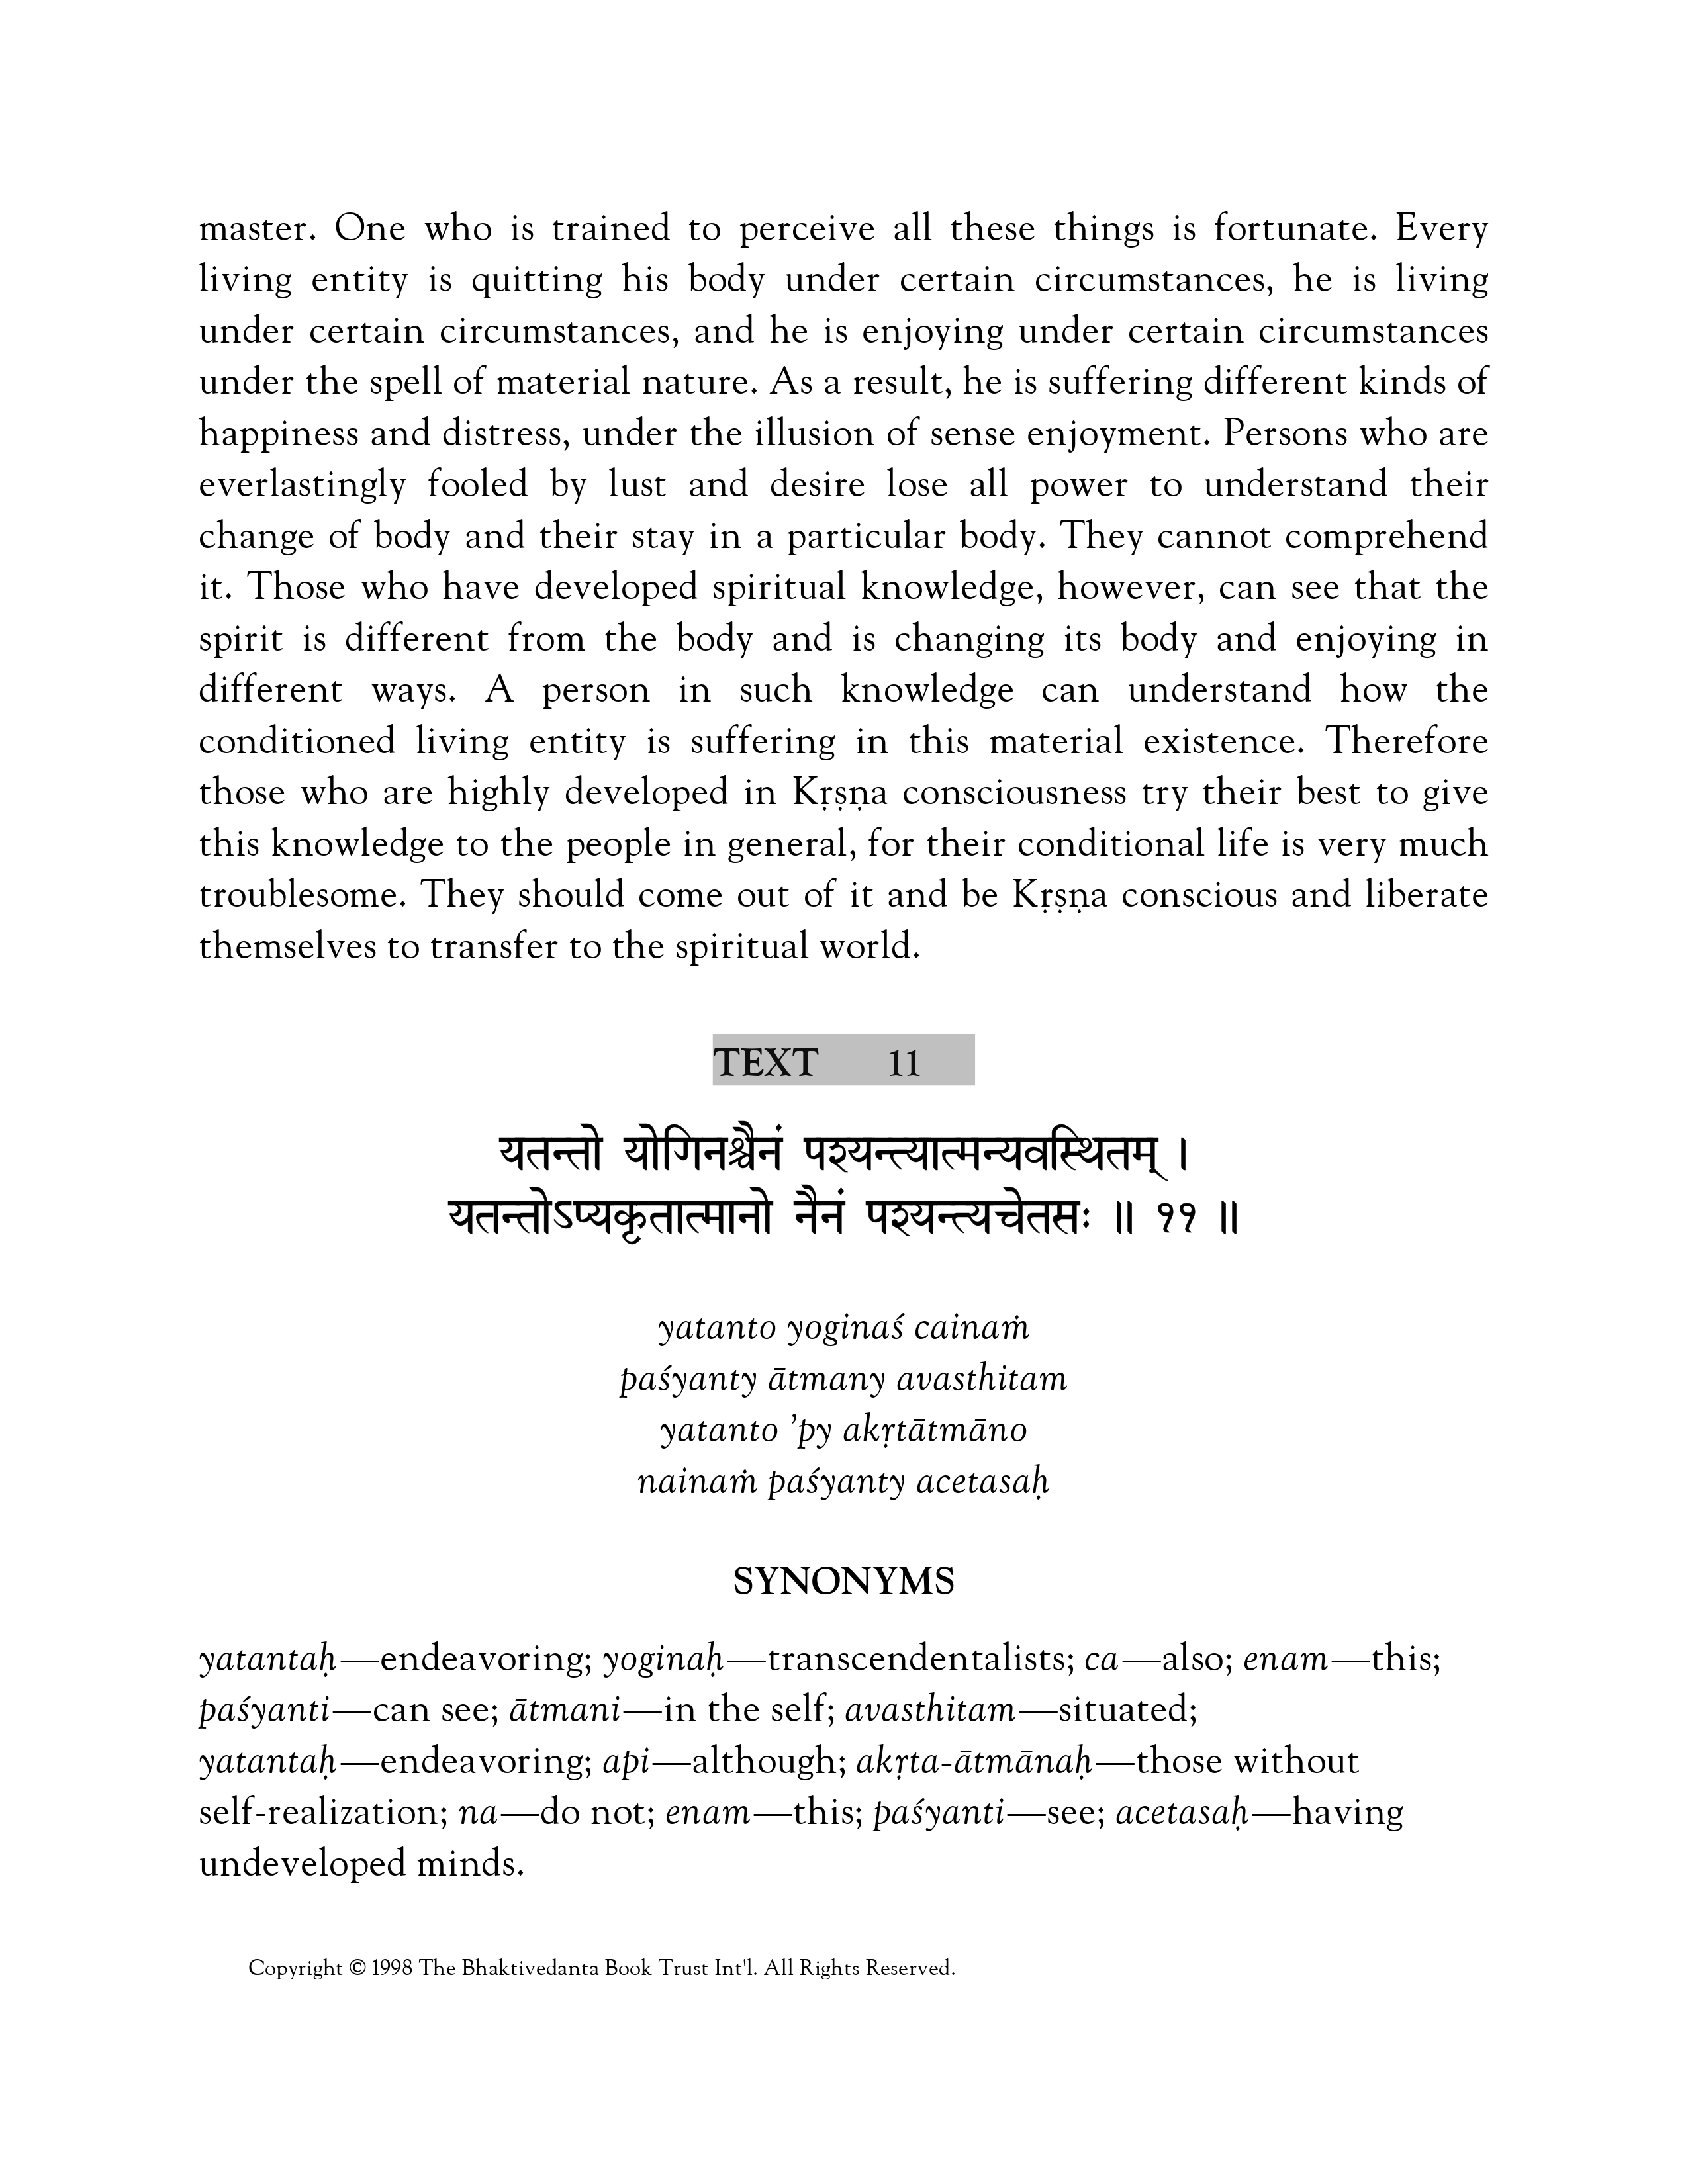 master. One who is trained to perceive all these things is fortunate. Every
living entity is quitting his body under certain circumstances, he is living
under certain circumstances, and he is enjoying under certain circumstances
under the spell of material nature. As a result, he is suffering different kinds of
happiness and distress, under the illusion of sense enjoyment. Persons who are
everlastingly fooled by lust and desire lose all power to understand their
change of body and their stay in a particular body. They cannot comprehend
it. Those who have developed spiritual knowledge, however, can see that the
spirit is different from the body and is changing its body and enjoying in
different ways. A person in such knowledge can understand how the
conditioned living entity is suffering in this material existence. Therefore
those who are highly developed in Kṛṣṇa consciousness try their best to give
this knowledge to the people in general, for their conditional life is very much
troublesome. They should come out of it and be Kṛṣṇa conscious and liberate
themselves to transfer to the spiritual world.
TEXT 11
यतन्तो योगिनश्चैनं पश्यन्त्यात्मन्यवस्थितम् ।
यतन्तोऽप्यकृतात्मानो नैनं पश्यन्त्यचेतसः ॥ ११ ॥
yatanto yoginaś cainaṁ
paśyanty ātmany avasthitam
yatanto ’py akṛtātmāno
nainaṁ paśyanty acetasaḥ
SYNONYMS
yatantaḥ—endeavoring; yoginaḥ—transcendentalists; ca—also; enam—this;
paśyanti—can see; ātmani—in the self; avasthitam—situated;
yatantaḥ—endeavoring; api—although; akṛta-ātmānaḥ—those without
self-realization; na—do not; enam—this; paśyanti—see; acetasaḥ—having
undeveloped minds.
Copyright © 1998 The Bhaktivedanta Book Trust Int'l. All Rights Reserved.